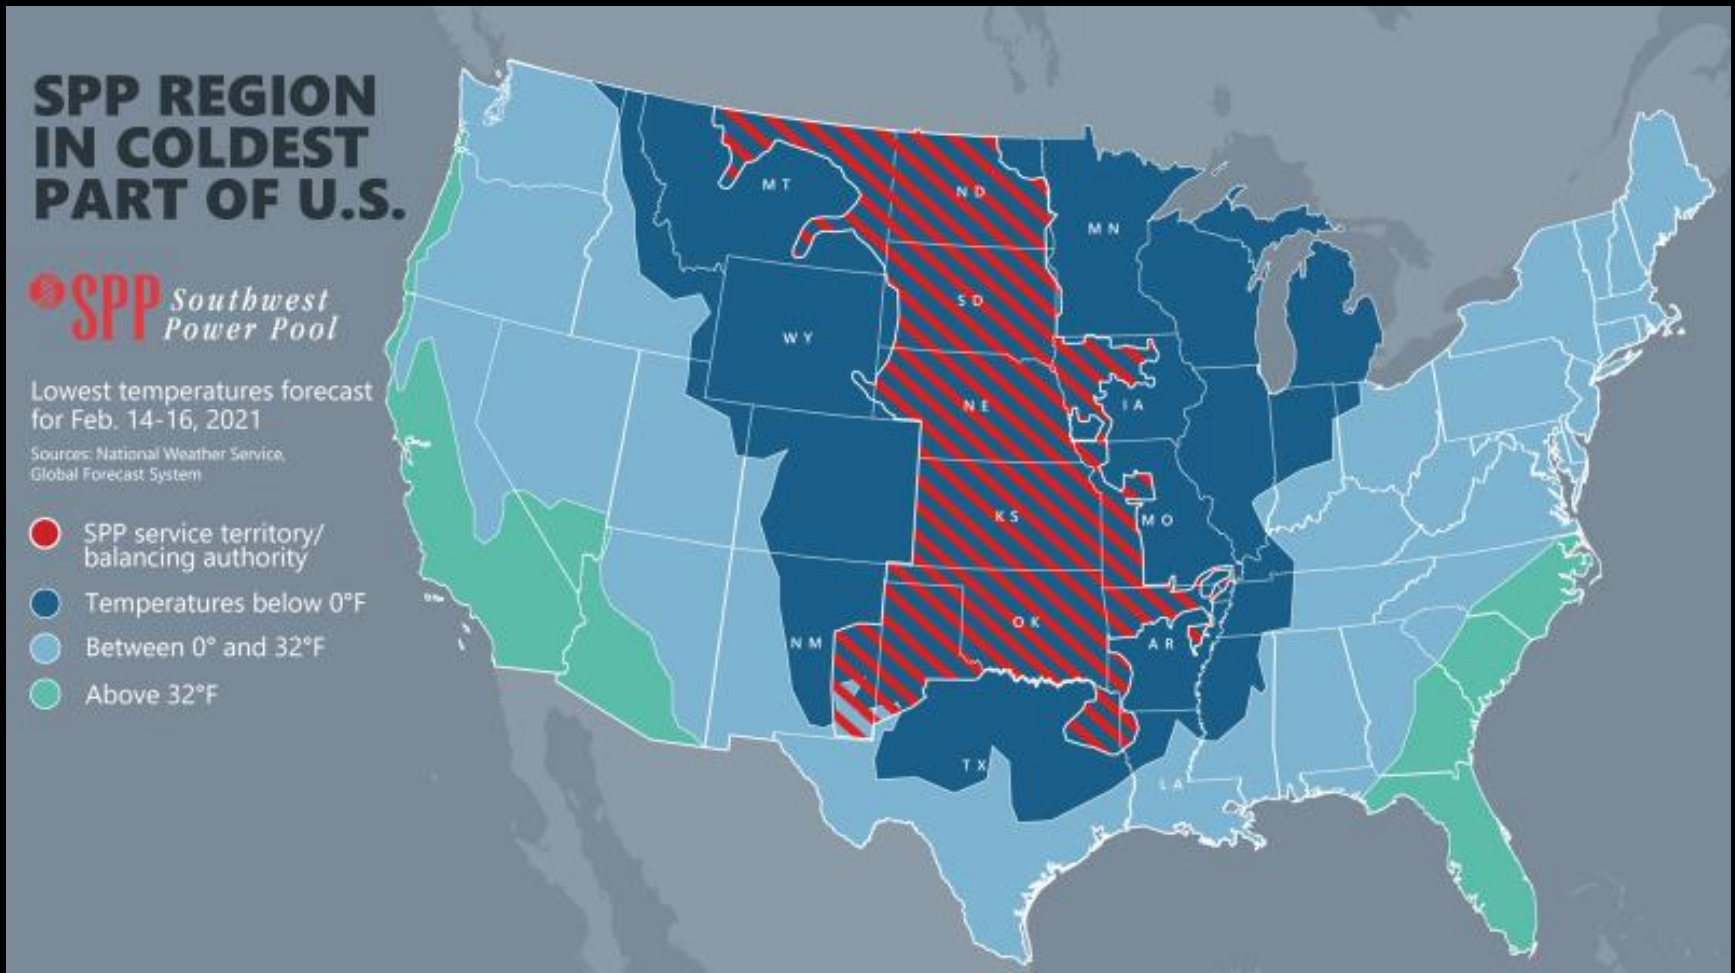 SPP REGION
IN COLDEST
PART OF U.S.
SPP Southwest
Power Pool
Lowest temperatures forecast
for Feb. 14-16, 2021
Sources: National Weather Service,
Global Forecast System
SPP service territory/
balancing authority
Temperatures below 0°F
Between 0° and 32°F
Above 32°F
MT
ND
MN
SD
WY
NE
IA
KS
MO
OK
NM
AR
TX
LA